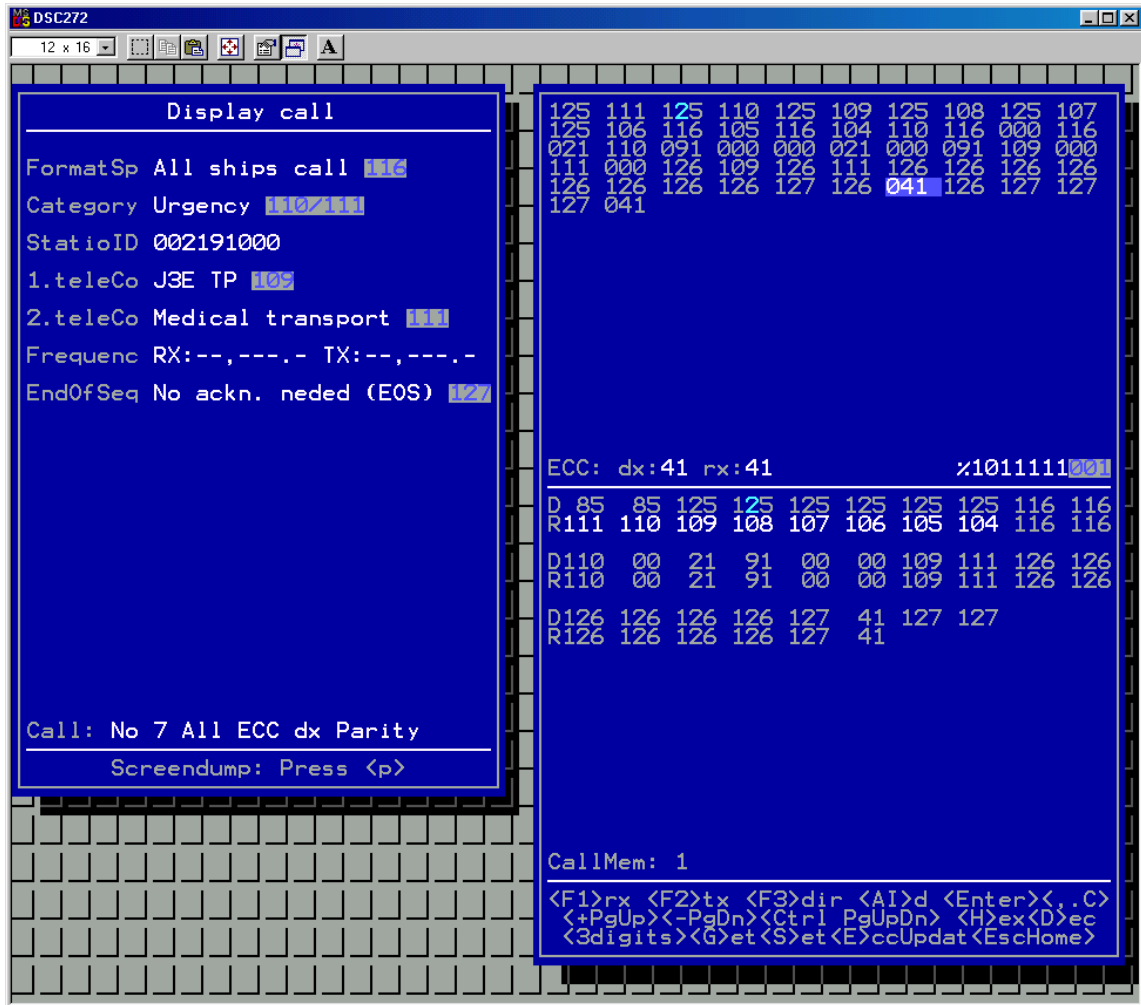 DSC272
12 x 16
A
Display call
FormatSp All ships call 116
Category Urgency 110/111
StatioID 002191000
1.teleCo J3E TP 109
2.teleCo Medical transport 111
Frequenc RX:--,---.- TX:--,---.-
EndOfSeq No ackn. neded (EOS) 127
Call: No 7 All ECC dx Parity
Screendump: Press <p>
125 111 125 110 125 109 125 108 125 107
125 106 116 105 116 104 110 116 000 116
021 110 091 000 000 021 000 091 109 000
111 000 126 109 126 111 126 126 126 126
126 126 126 126 127 126 041 126 127 127
127 041
ECC: dx:41 rx:41 %1011111001
D 85 85 125 125 125 125 125 125 116 116
R111 110 109 108 107 106 105 104 116 116
D110 00 21 91 00 00 109 111 126 126
R110 00 21 91 00 00 109 111 126 126
D126 126 126 126 127 41 127 127
R126 126 126 126 127 41
CallMem: 1
<F1>rx <F2>tx <F3>dir <AI>d <Enter><,.C>
<+PgUp><-PgDn><Ctrl PgUpDn> <H>ex<D>ec
<3digits><G>et<S>et<E>ccUpdat<EscHome>